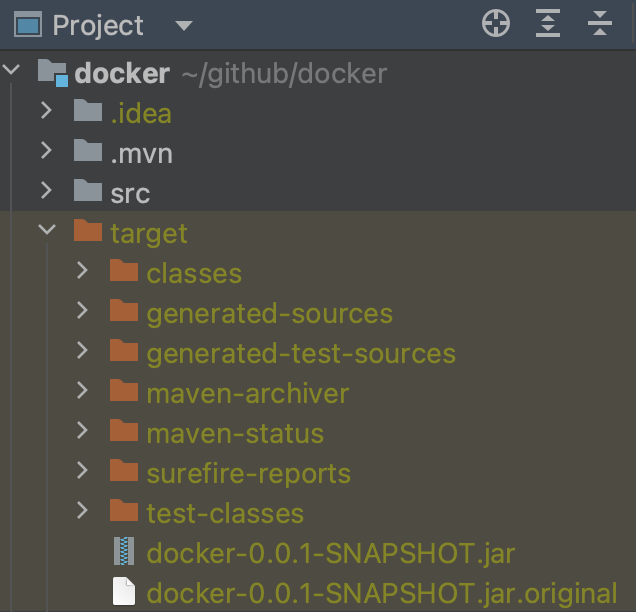 Project
docker ~/github/docker
.idea
.mvn
src
target
classes
generated-sources
generated-test-sources
maven-archiver
maven-status
surefire-reports
test-classes
docker-0.0.1-SNAPSHOT.jar
docker-0.0.1-SNAPSHOT.jar.original